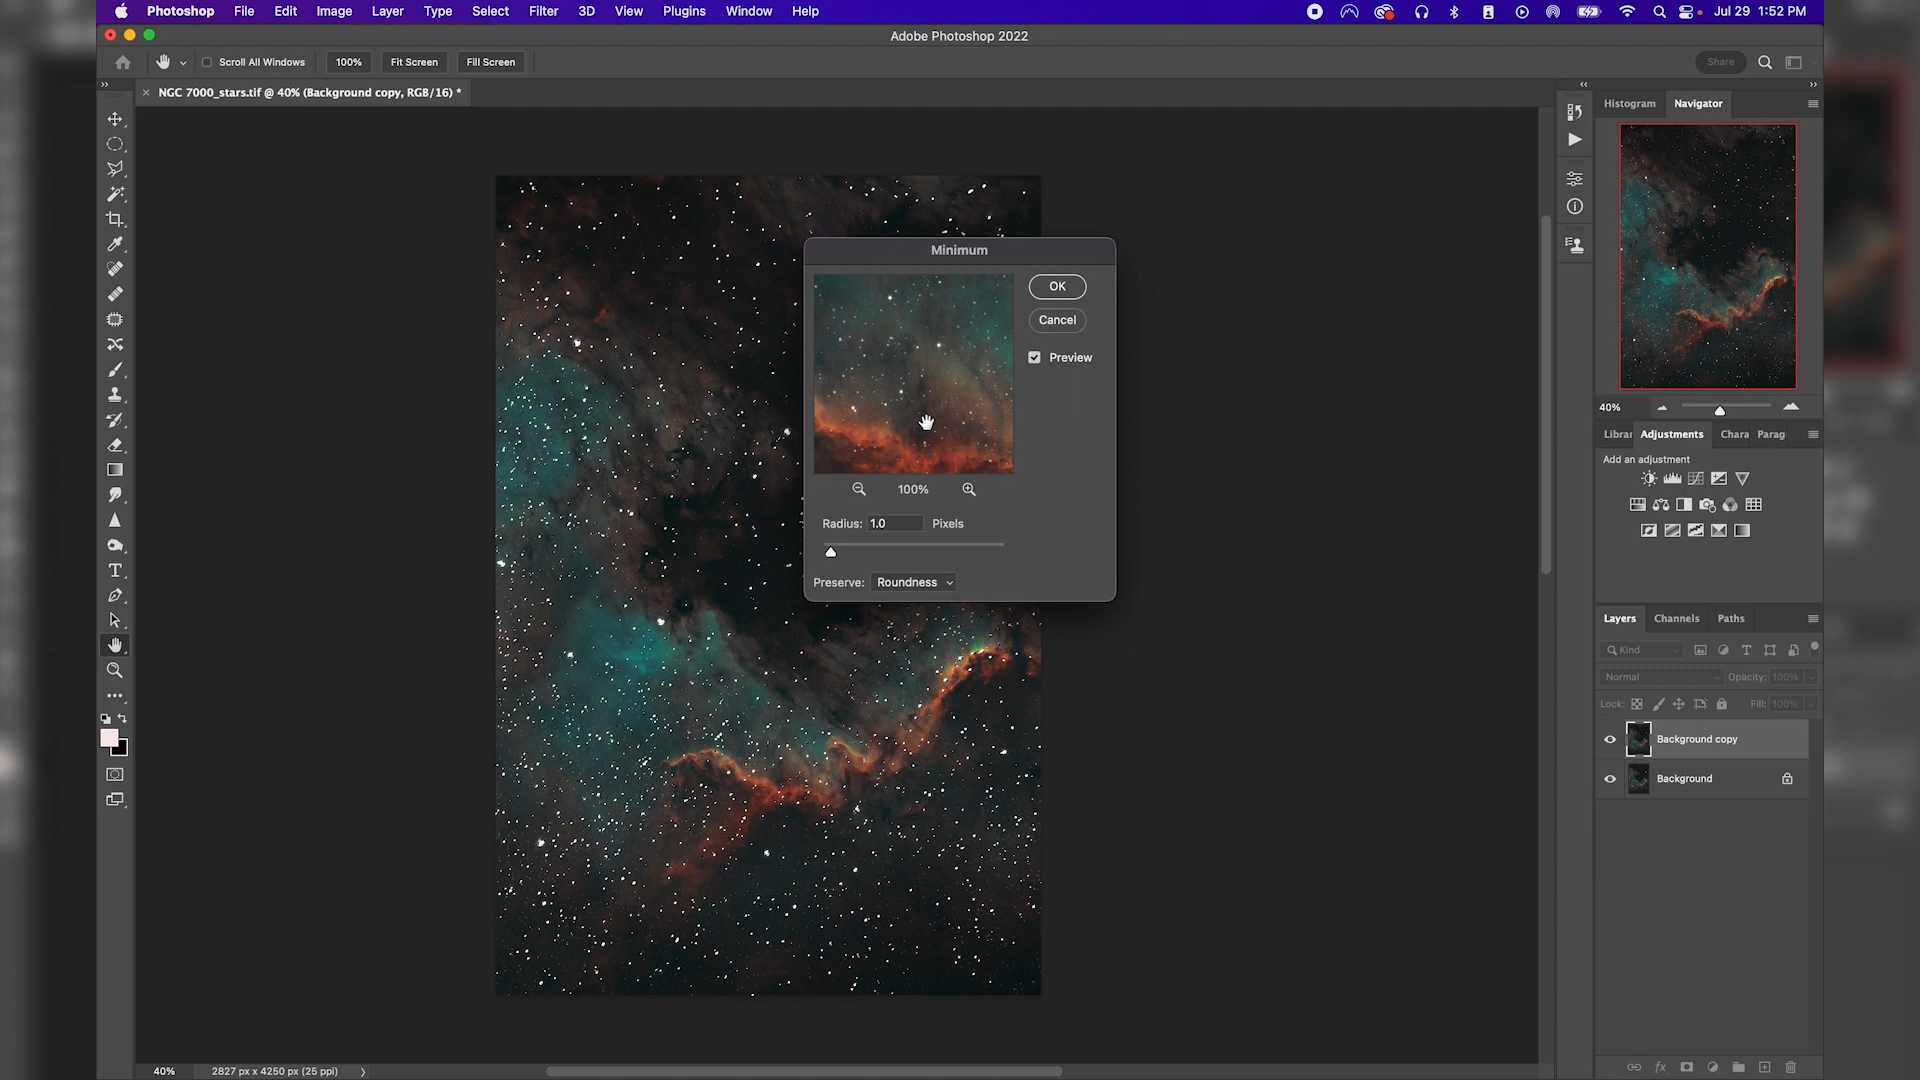 Photoshop File Edit Image Layer Type Select Filter 3D View Plugins Window Help Jul 29 1:52 PM
Adobe Photoshop 2022
Scroll All Windows 100% Fit Screen Fill Screen Share
NGC 7000_stars.tif @ 40% (Background copy, RGB/16) *
Histogram Navigator
Minimum
OK
Cancel
Preview
100%
Radius: 1.0 Pixels
Preserve: Roundness
40%
Librar Adjustments Chara Parag
Add an adjustment
Layers Channels Paths
Kind
Normal Opacity: 100%
Lock: Fill: 100%
Background copy
Background
40% 2827 px x 4250 px (25 ppi)